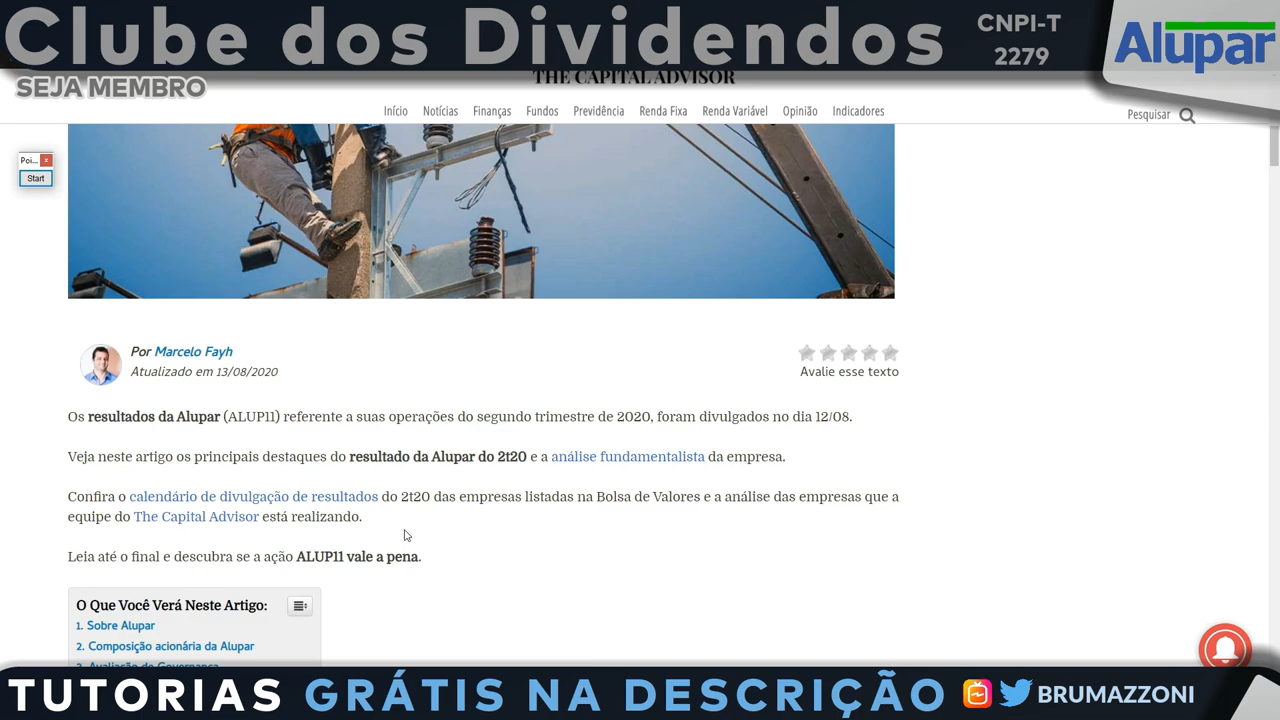 Clube dos Dividendos
CNPI-T
2279
Alupar
SEJA MEMBRO
THE CAPITAL ADVISOR
Início Notícias Finanças Fundos Previdência Renda Fixa Renda Variável Opinião Indicadores
Pesquisar
Poi... x
Start
Por Marcelo Fayh
Atualizado em 13/08/2020
Avalie esse texto
Os resultados da Alupar (ALUP11) referente a suas operações do segundo trimestre de 2020, foram divulgados no dia 12/08.
Veja neste artigo os principais destaques do resultado da Alupar do 2t20 e a análise fundamentalista da empresa.
Confira o calendário de divulgação de resultados do 2t20 das empresas listadas na Bolsa de Valores e a análise das empresas que a
equipe do The Capital Advisor está realizando.
Leia até o final e descubra se a ação ALUP11 vale a pena.
O Que Você Verá Neste Artigo:
1. Sobre Alupar
2. Composição acionária da Alupar
3. Avaliação de Governança
TUTORIAS GRÁTIS NA DESCRIÇÃO
BRUMAZZONI